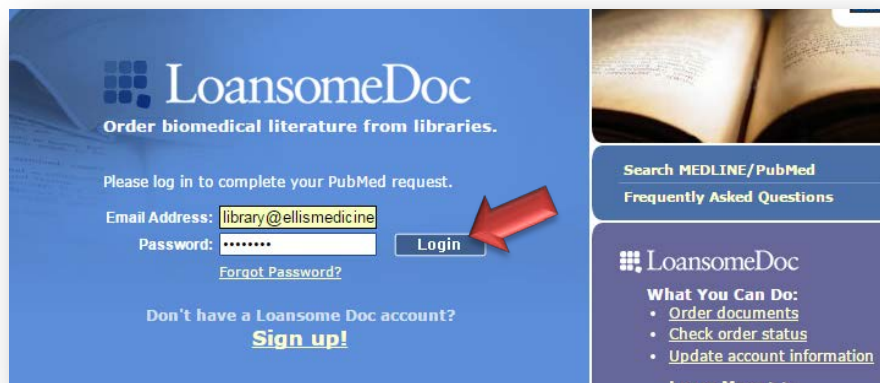 LoansomeDoc
Order biomedical literature from libraries.
Please log in to complete your PubMed request.
Email Address: library@ellismedicine
Password: ••••••••
Login
Forgot Password?
Don't have a Loansome Doc account?
Sign up!
Search MEDLINE/PubMed
Frequently Asked Questions
LoansomeDoc
What You Can Do:
• Order documents
• Check order status
• Update account information